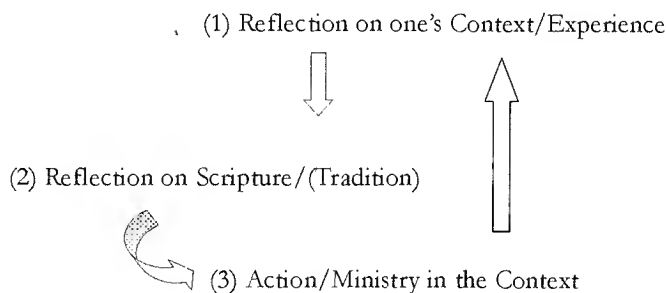 (1) Reflection on one's Context/Experience
(2) Reflection on Scripture/(Tradition)
(3) Action/Ministry in the Context